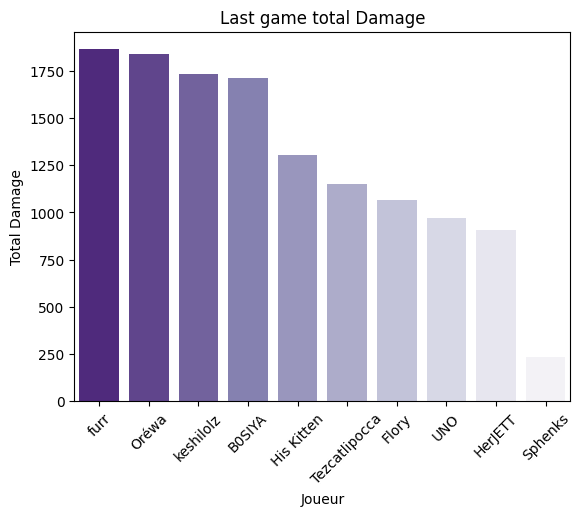 Last game total Damage
Total Damage
1750
1500
1250
1000
750
500
250
0
furr
Oréwa
keshilolz
B0SIYA
His Kitten
Tezcatlipocca
Flory
UNO
HerJETT
Sphenks
Joueur